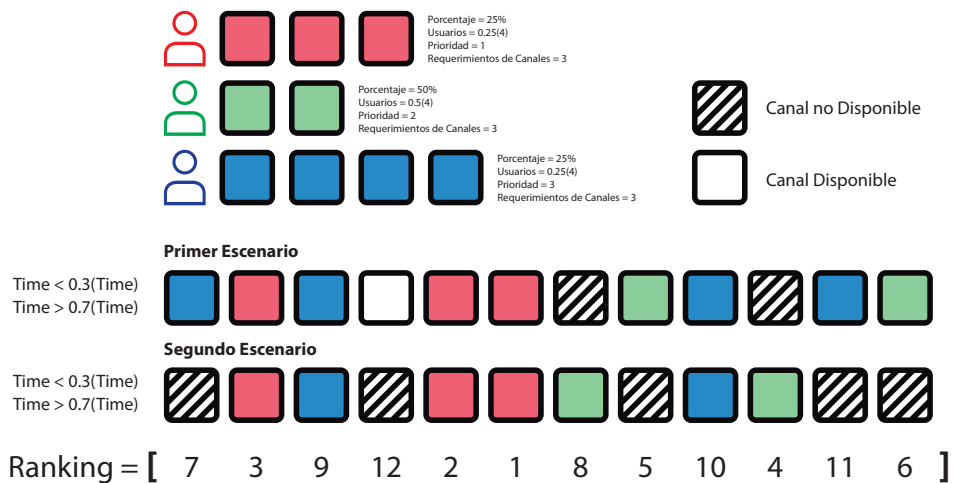 Porcentaje = 25%
Usuarios = 0.25(4)
Prioridad = 1
Requerimientos de Canales = 3
Porcentaje = 50%
Usuarios = 0.5(4)
Prioridad = 2
Requerimientos de Canales = 3
Canal no Disponible
Porcentaje = 25%
Usuarios = 0.25(4)
Prioridad = 3
Requerimientos de Canales = 3
Canal Disponible
Primer Escenario
Time < 0.3(Time)
Time > 0.7(Time)
Segundo Escenario
Time < 0.3(Time)
Time > 0.7(Time)
Ranking = [ 7 3 9 12 2 1 8 5 10 4 11 6 ]